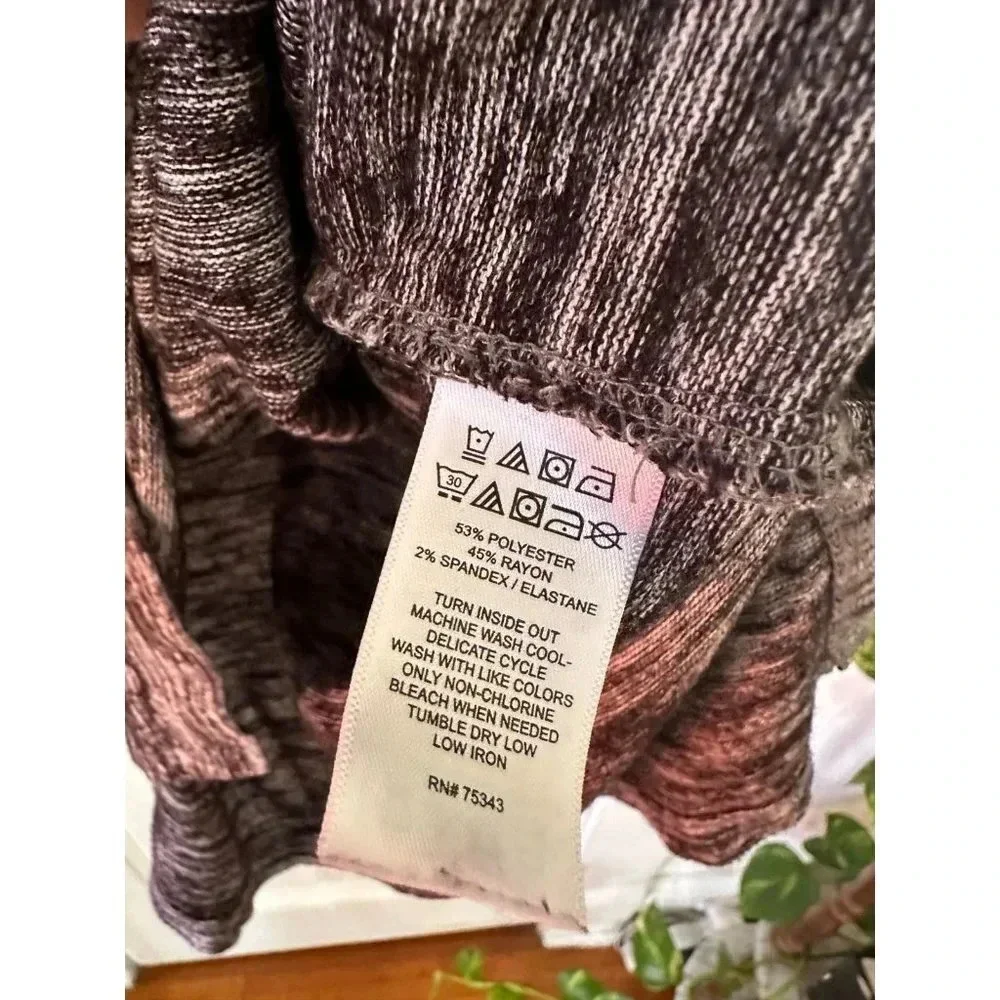 30
53% POLYESTER
45% RAYON
2% SPANDEX / ELASTANE
TURN INSIDE OUT
MACHINE WASH COOL-
DELICATE CYCLE
WASH WITH LIKE COLORS
ONLY NON-CHLORINE
BLEACH WHEN NEEDED
TUMBLE DRY LOW
LOW IRON
RN# 75343